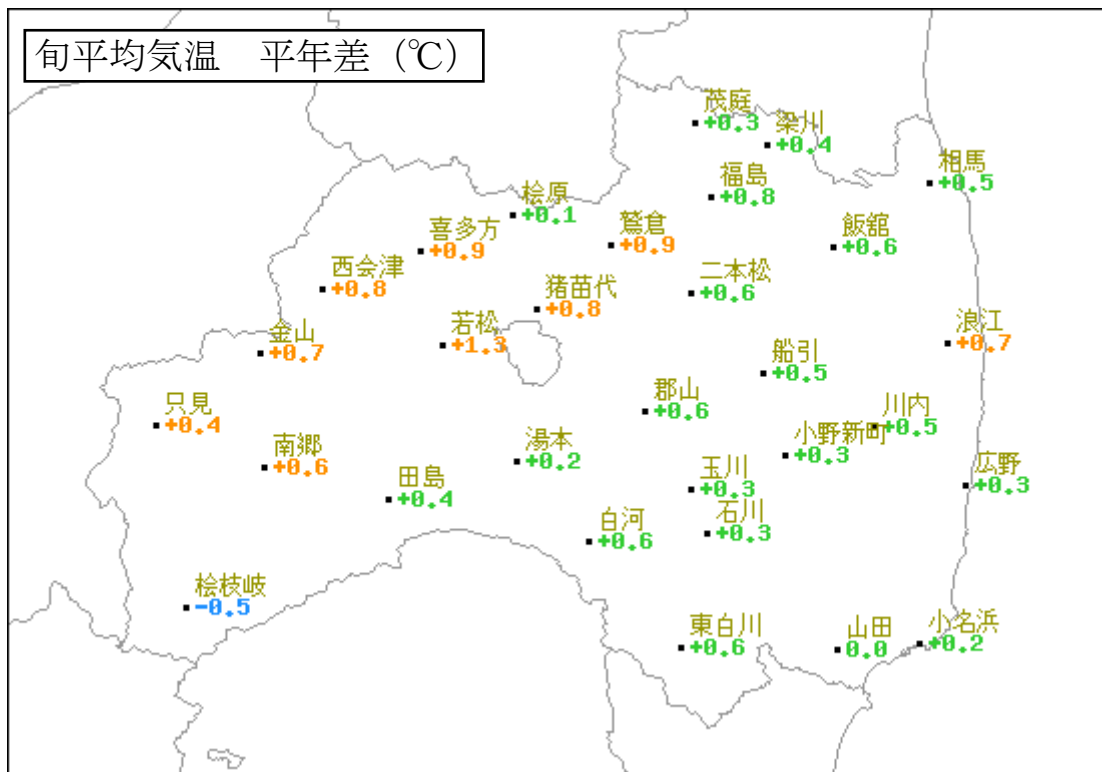 旬平均気温　平年差（℃）
茂庭
+0.3
梁川
+0.4
相馬
+0.5
福島
+0.8
桧原
+0.1
鷲倉
+0.9
飯舘
+0.6
喜多方
+0.9
西会津
+0.8
猪苗代
+0.8
二本松
+0.6
金山
+0.7
若松
+1.3
浪江
+0.7
船引
+0.5
只見
+0.4
郡山
+0.6
川内
+0.5
南郷
+0.6
湯本
+0.2
小野新町
+0.3
田島
+0.4
玉川
+0.3
広野
+0.3
白河
+0.6
石川
+0.3
桧枝岐
-0.5
東白川
+0.6
山田
0.0
小名浜
+0.2